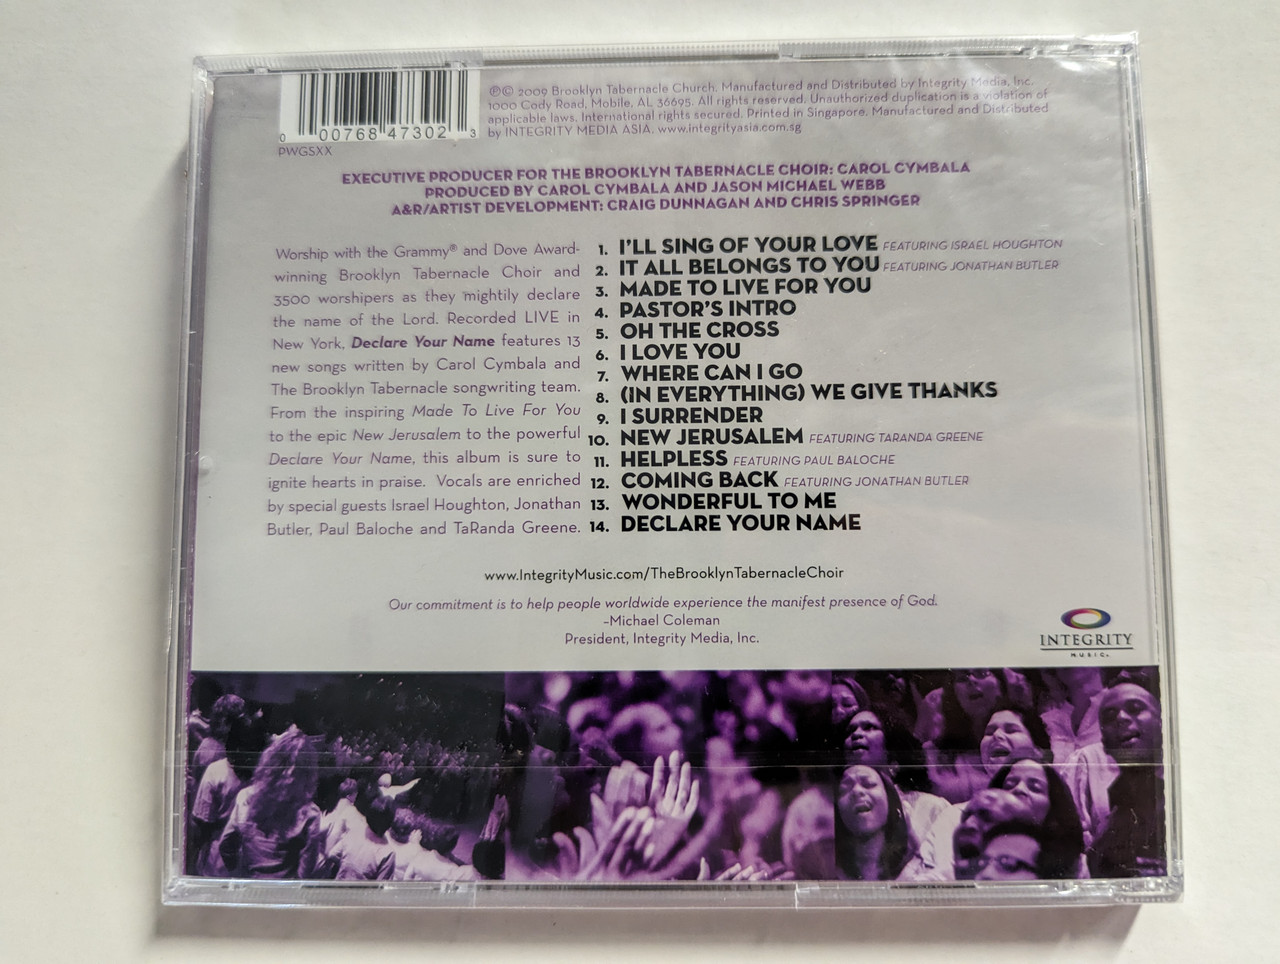 0 00768 47302 3
PWGSXX
℗© 2009 Brooklyn Tabernacle Church. Manufactured and Distributed by Integrity Media, Inc.
1000 Cody Road, Mobile, AL 36695. All rights reserved. Unauthorized duplication is a violation of
applicable laws. International rights secured. Printed in Singapore. Manufactured and Distributed
by INTEGRITY MEDIA ASIA. www.integrityasia.com.sg
EXECUTIVE PRODUCER FOR THE BROOKLYN TABERNACLE CHOIR: CAROL CYMBALA
PRODUCED BY CAROL CYMBALA AND JASON MICHAEL WEBB
A&R/ARTIST DEVELOPMENT: CRAIG DUNNAGAN AND CHRIS SPRINGER
Worship with the Grammy® and Dove Award-
winning Brooklyn Tabernacle Choir and
3500 worshipers as they mightily declare
the name of the Lord. Recorded LIVE in
New York, Declare Your Name features 13
new songs written by Carol Cymbala and
The Brooklyn Tabernacle songwriting team.
From the inspiring Made To Live For You
to the epic New Jerusalem to the powerful
Declare Your Name, this album is sure to
ignite hearts in praise. Vocals are enriched
by special guests Israel Houghton, Jonathan
Butler, Paul Baloche and TaRanda Greene.
1. I'LL SING OF YOUR LOVE FEATURING ISRAEL HOUGHTON
2. IT ALL BELONGS TO YOU FEATURING JONATHAN BUTLER
3. MADE TO LIVE FOR YOU
4. PASTOR'S INTRO
5. OH THE CROSS
6. I LOVE YOU
7. WHERE CAN I GO
8. (IN EVERYTHING) WE GIVE THANKS
9. I SURRENDER
10. NEW JERUSALEM FEATURING TARANDA GREENE
11. HELPLESS FEATURING PAUL BALOCHE
12. COMING BACK FEATURING JONATHAN BUTLER
13. WONDERFUL TO ME
14. DECLARE YOUR NAME
www.IntegrityMusic.com/TheBrooklynTabernacleChoir
Our commitment is to help people worldwide experience the manifest presence of God.
–Michael Coleman
President, Integrity Media, Inc.
INTEGRITY
MUSIC.